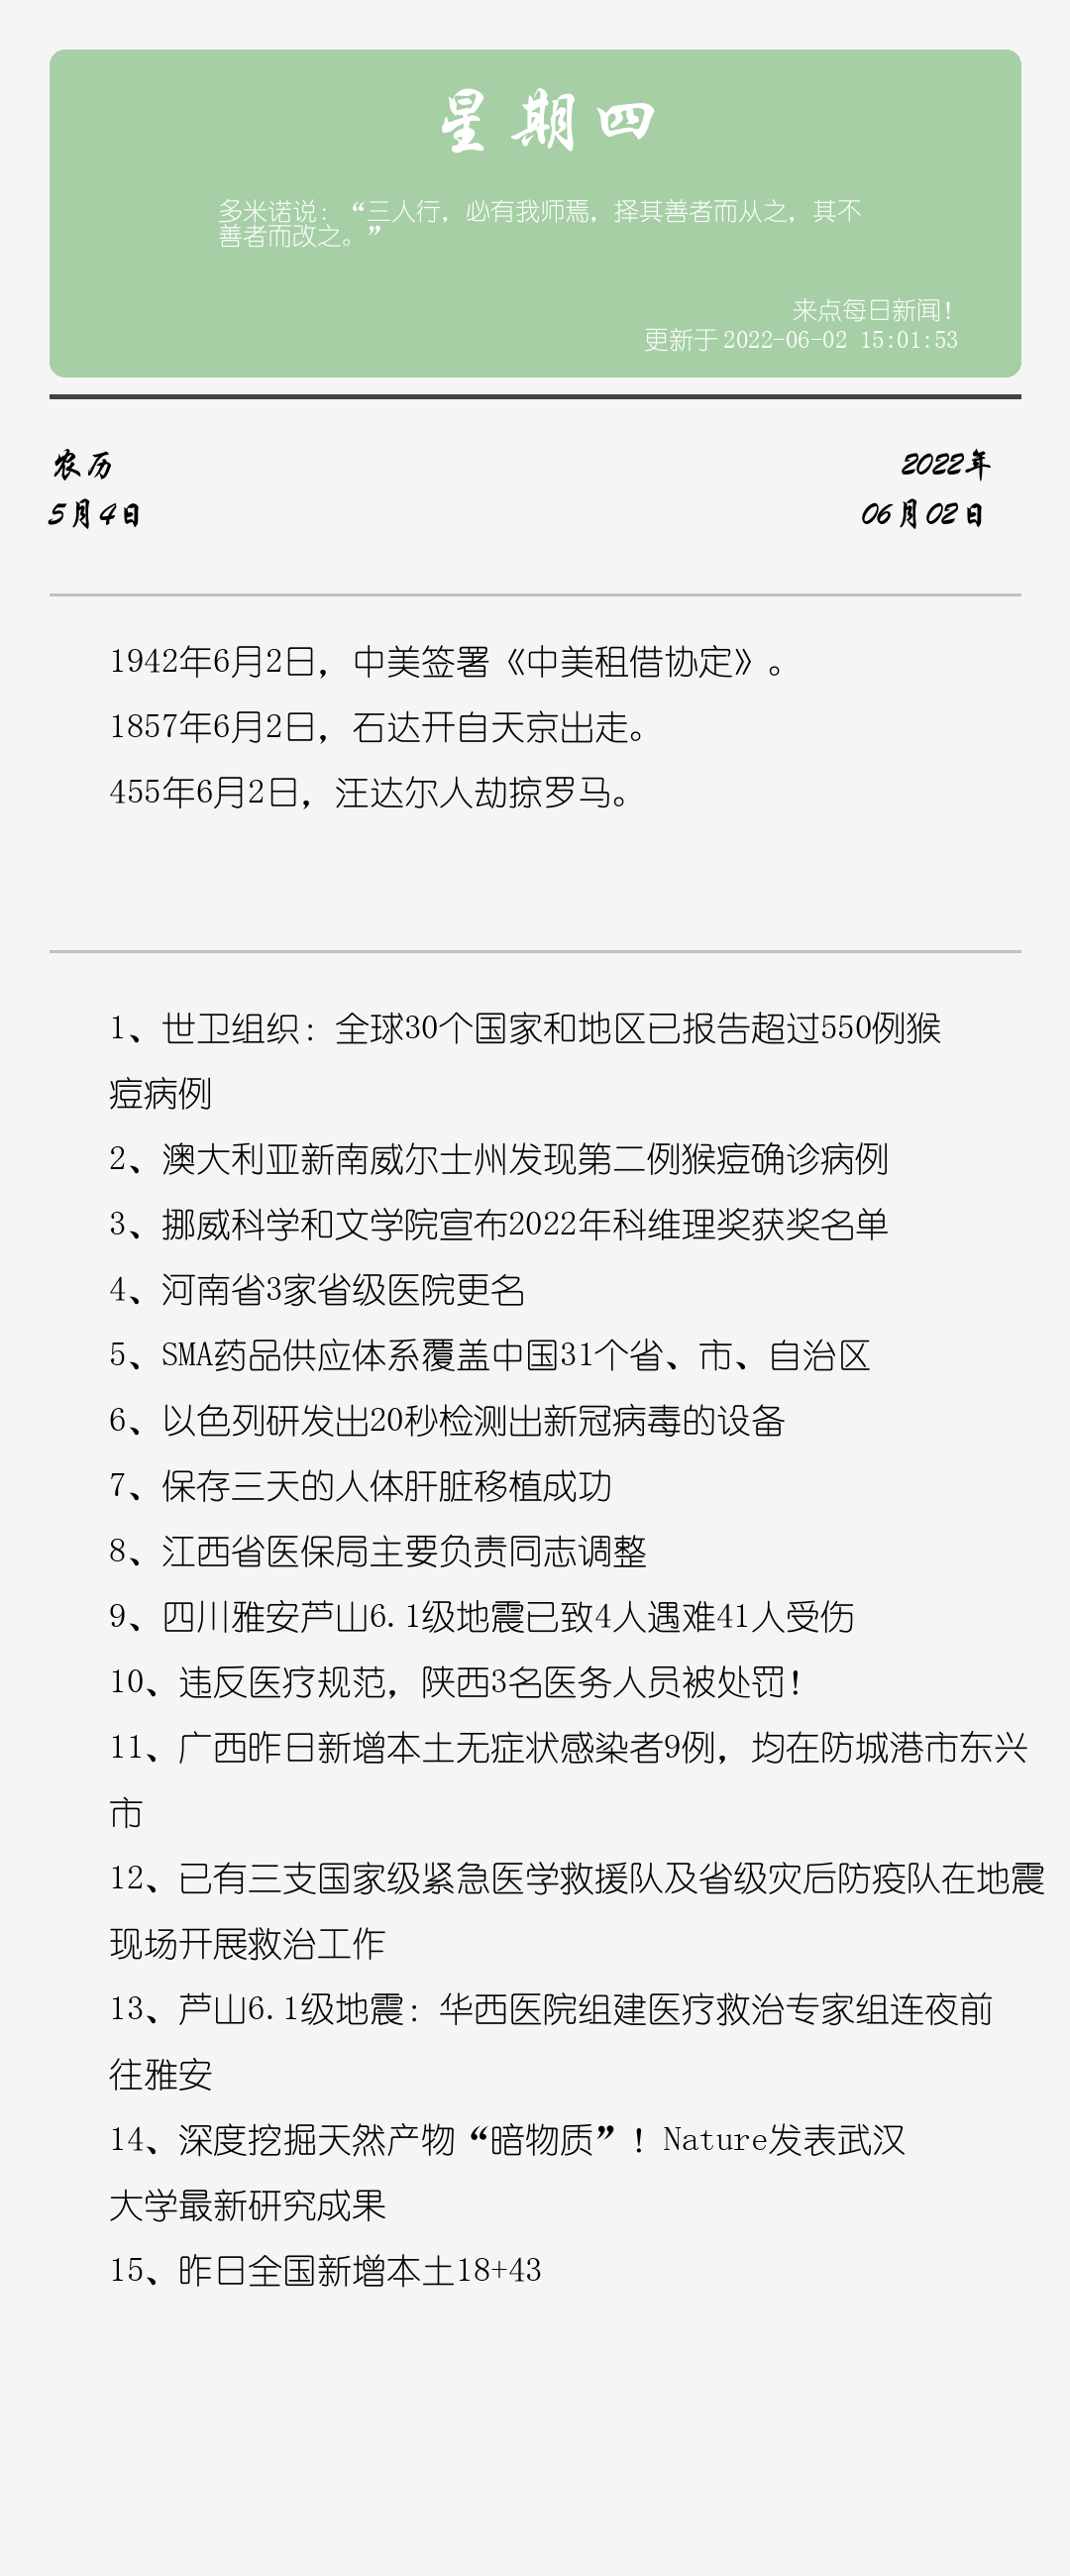 星期四
多米诺说：“三人行，必有我师焉，择其善者而从之，其不
善者而改之。”
来点每日新闻！
更新于 2022-06-02 15:01:53
农历
2022年
5月4日
06月02日
1942年6月2日，中美签署《中美租借协定》。
1857年6月2日，石达开自天京出走。
455年6月2日，汪达尔人劫掠罗马。
1、世卫组织：全球30个国家和地区已报告超过550例猴
痘病例
2、澳大利亚新南威尔士州发现第二例猴痘确诊病例
3、挪威科学和文学院宣布2022年科维理奖获奖名单
4、河南省3家省级医院更名
5、SMA药品供应体系覆盖中国31个省、市、自治区
6、以色列研发出20秒检测出新冠病毒的设备
7、保存三天的人体肝脏移植成功
8、江西省医保局主要负责同志调整
9、四川雅安芦山6.1级地震已致4人遇难41人受伤
10、违反医疗规范，陕西3名医务人员被处罚！
11、广西昨日新增本土无症状感染者9例，均在防城港市东兴
市
12、已有三支国家级紧急医学救援队及省级灾后防疫队在地震
现场开展救治工作
13、芦山6.1级地震：华西医院组建医疗救治专家组连夜前
往雅安
14、深度挖掘天然产物“暗物质”！Nature发表武汉
大学最新研究成果
15、昨日全国新增本土18+43